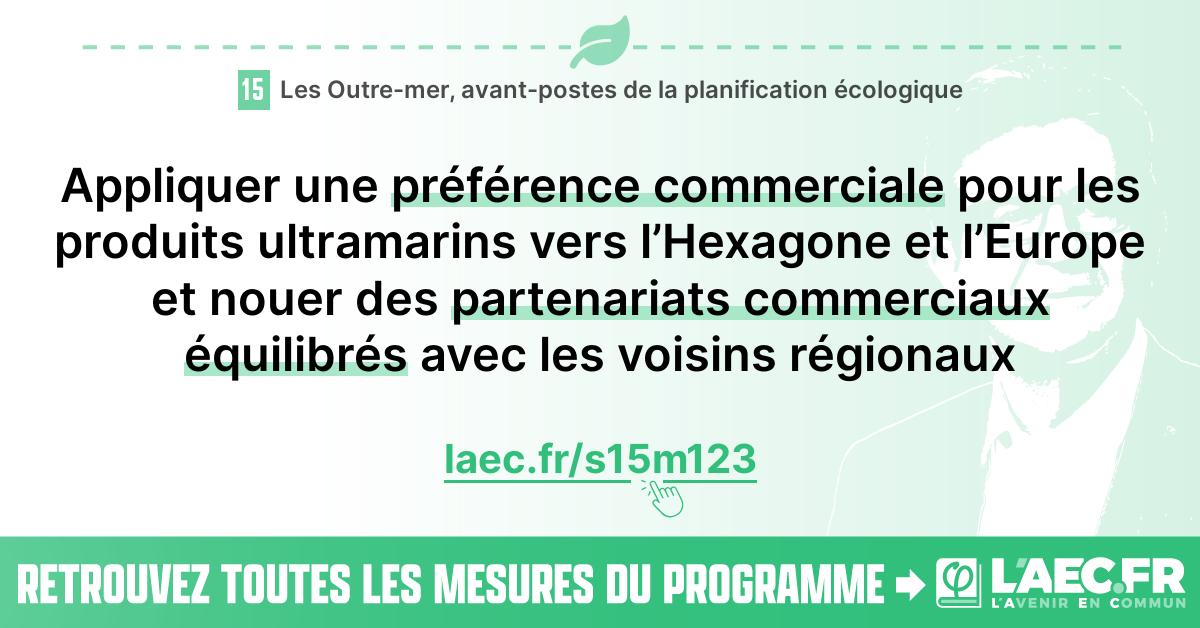 15 Les Outre-mer, avant-postes de la planification écologique
Appliquer une préférence commerciale pour les
produits ultramarins vers l’Hexagone et l’Europe
et nouer des partenariats commerciaux
équilibrés avec les voisins régionaux
laec.fr/s15m123
RETROUVEZ TOUTES LES MESURES DU PROGRAMME
φ L'AEC.FR
L'AVENIR EN COMMUN